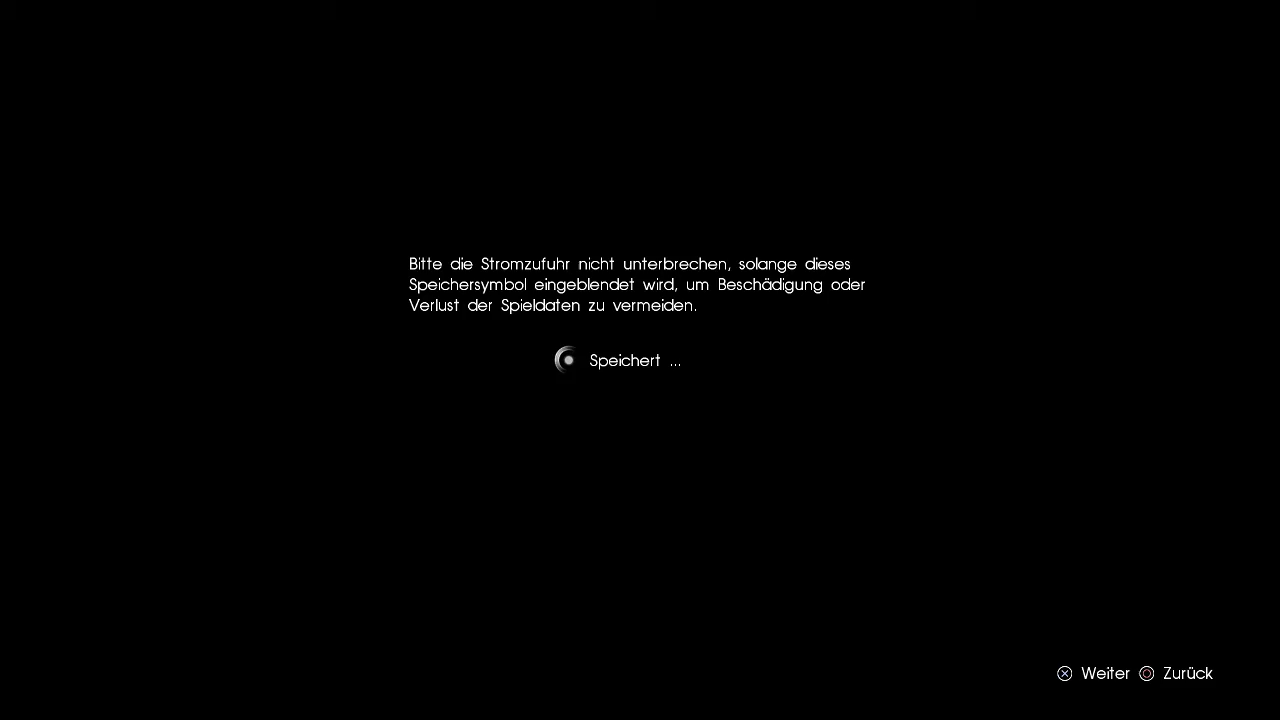 Bitte die Stromzufuhr nicht unterbrechen, solange dieses
Speichersymbol eingeblendet wird, um Beschädigung oder
Verlust der Spieldaten zu vermeiden.
Speichert ...
Weiter Zurück